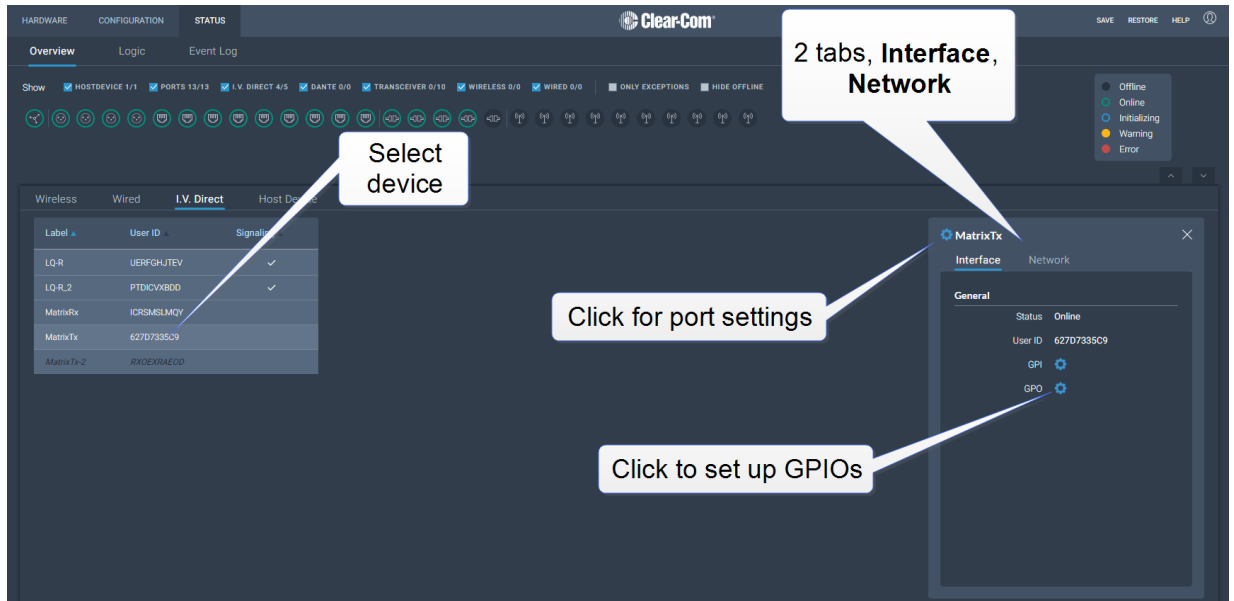 HARDWARE CONFIGURATION STATUS Clear-Com SAVE RESTORE HELP
Overview Logic Event Log
2 tabs, Interface,
Network
Show HOSTDEVICE 1/1 PORTS 13/13 I.V. DIRECT 4/5 DANTE 0/0 TRANSCEIVER 0/10 WIRELESS 0/0 WIRED 0/0 ONLY EXCEPTIONS HIDE OFFLINE
Offline
Online
Initializing
Warning
Error
Select
device
Wireless Wired I.V. Direct Host Device
Label User ID Signaling
LQ-R UERFGHJTEV
LQ-R_2 PTDICVXBDD
MatrixRx ICRSMSLMQY
MatrixTx 627D7335C9
MatrixTx-2 RXOEXRAEOD
MatrixTx
Interface Network
General
Status Online
User ID 627D7335C9
GPI
GPO
Click for port settings
Click to set up GPIOs